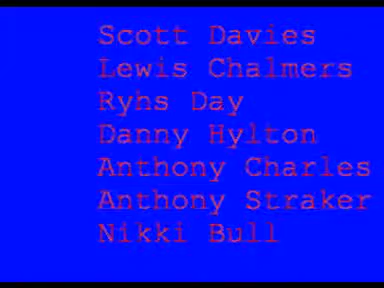 Scott Davies
Lewis Chalmers
Ryhs Day
Danny Hylton
Anthony Charles
Anthony Straker
Nikki Bull